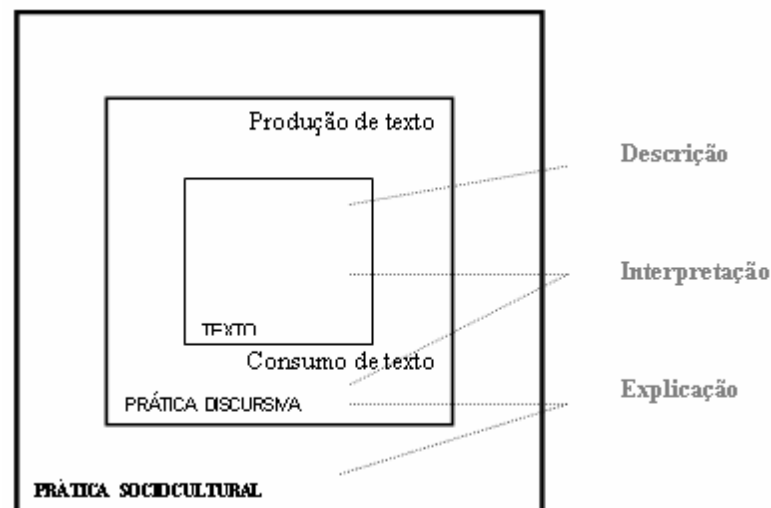 Produção de texto
Descrição
Interpretação
TEXTO
Consumo de texto
Explicação
PRÁTICA DISCURSIVA
PRÁTICA SOCIOCULTURAL